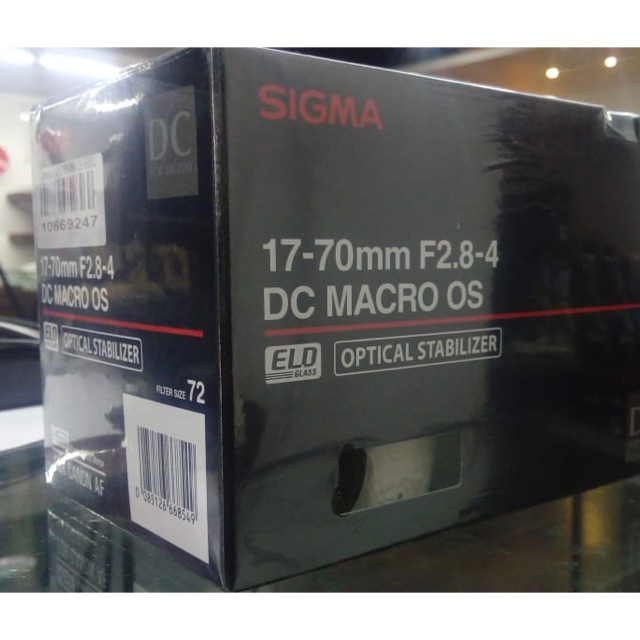 DC
10669247
17-70mm F2.8-4
DC MACRO OS
ELD
OPTICAL STABILIZER
FILTER SIZE 72
CANON AF
0 085126 668549
SIGMA
17-70mm F2.8-4
DC MACRO OS
ELD
GLASS
OPTICAL STABILIZER